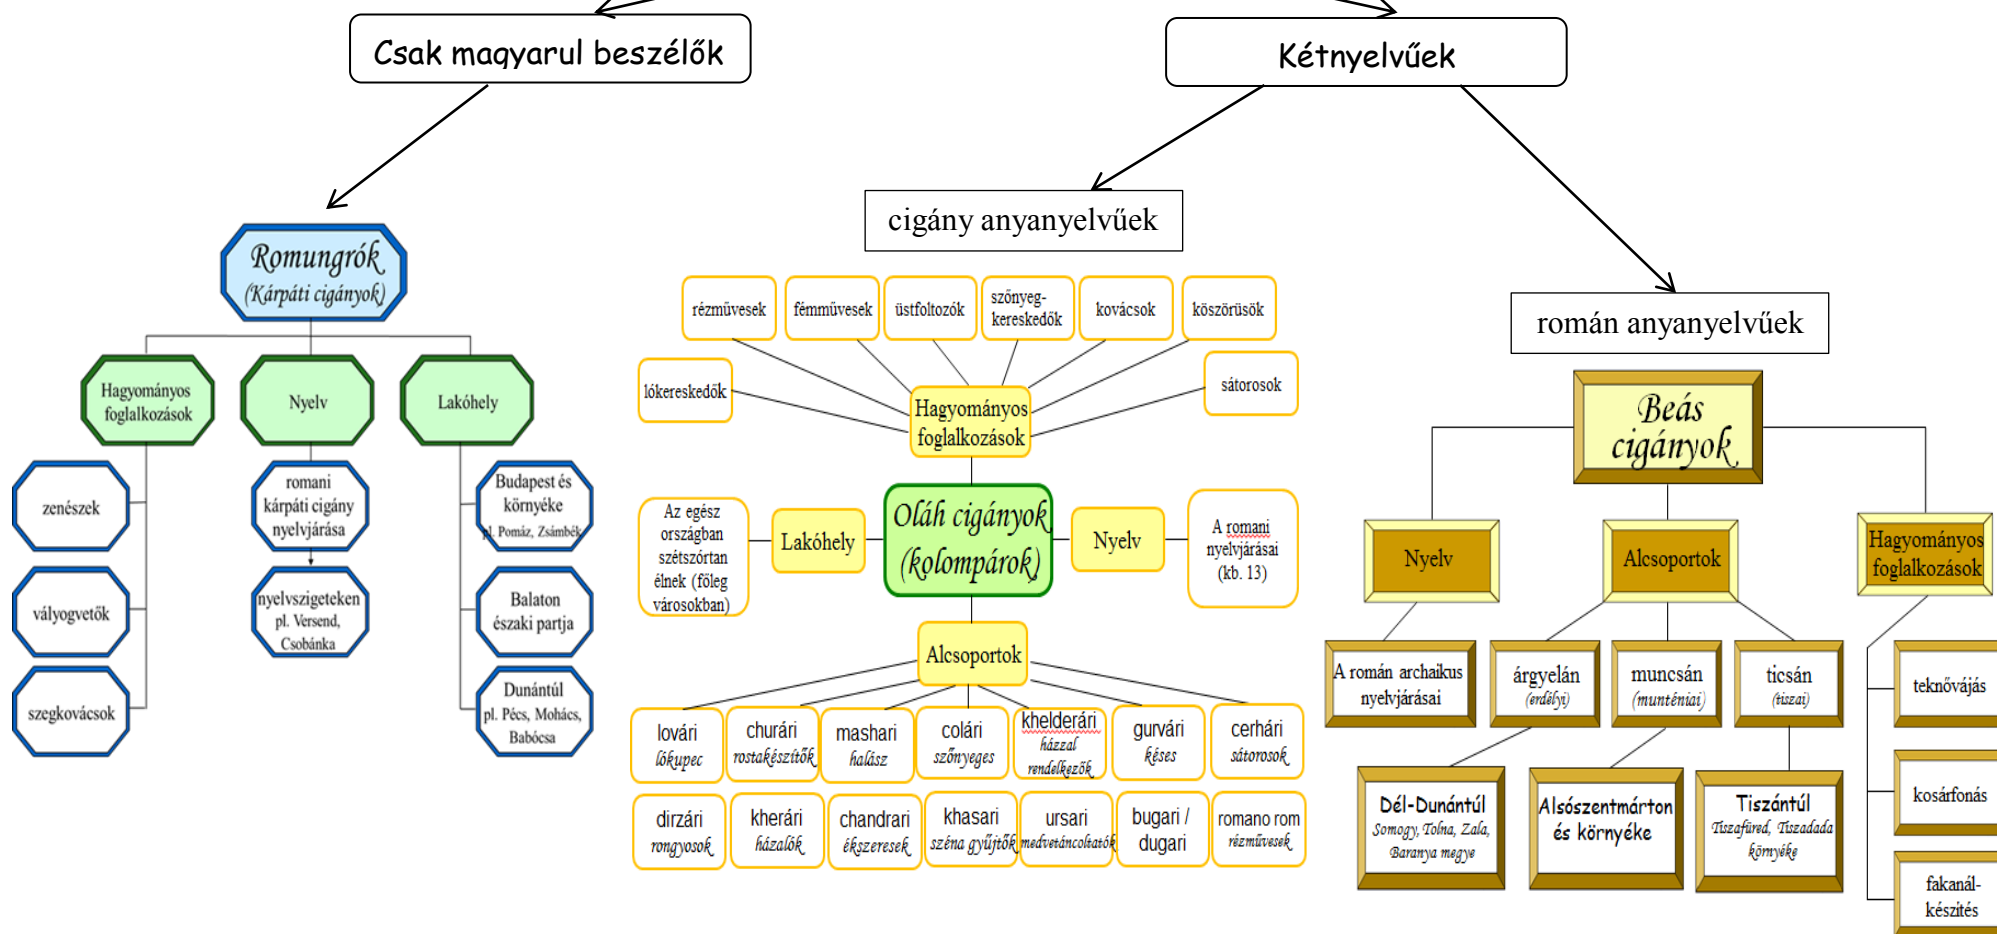 Csak magyarul beszélők
Kétnyelvűek
cigány anyanyelvűek
román anyanyelvűek
Romungrók
(Kárpáti cigányok)
Hagyományos
foglalkozások
Nyelv
Lakóhely
zenészek
vályogvetők
szegkovácsok
romani
kárpáti cigány
nyelvjárása
nyelvszigeteken
pl. Versend,
Csobánka
Budapest és
környéke
pl. Pomáz, Zsámbék
Balaton
északi partja
Dunántúl
pl. Pécs, Mohács,
Babócsa
rézművesek
fémművesek
üstfoltozók
szőnyeg-
kereskedők
kovácsok
köszörüsök
lókereskedők
sátorosok
Hagyományos
foglalkozások
Az egész
országban
szétszórtan
élnek (főleg
városokban)
Lakóhely
Oláh cigányok
(kolompárok)
Nyelv
A romani
nyelvjárásai
(kb. 13)
Alcsoportok
lovári
lókupec
churári
rostakészítők
mashari
halász
colári
szőnyeges
khelderári
házzal
rendelkezők
gurvári
késes
cerhári
sátorosok
dirzári
rongyosok
kherári
házalók
chandrari
ékszeresek
khasari
széna gyűjtők
ursari
medvetáncoltatók
bugari /
dugari
romano rom
rézművesek
Beás
cigányok
Nyelv
Alcsoportok
Hagyományos
foglalkozások
A román archaikus
nyelvjárásai
árgyelán
(erdélyi)
muncsán
(munténiai)
ticsán
(tiszai)
Dél-Dunántúl
Somogy, Tolna, Zala,
Baranya megye
Alsószentmárton
és környéke
Tiszántúl
Tiszafüred, Tiszadada
környéke
teknővájás
kosárfonás
fakanál-
készítés